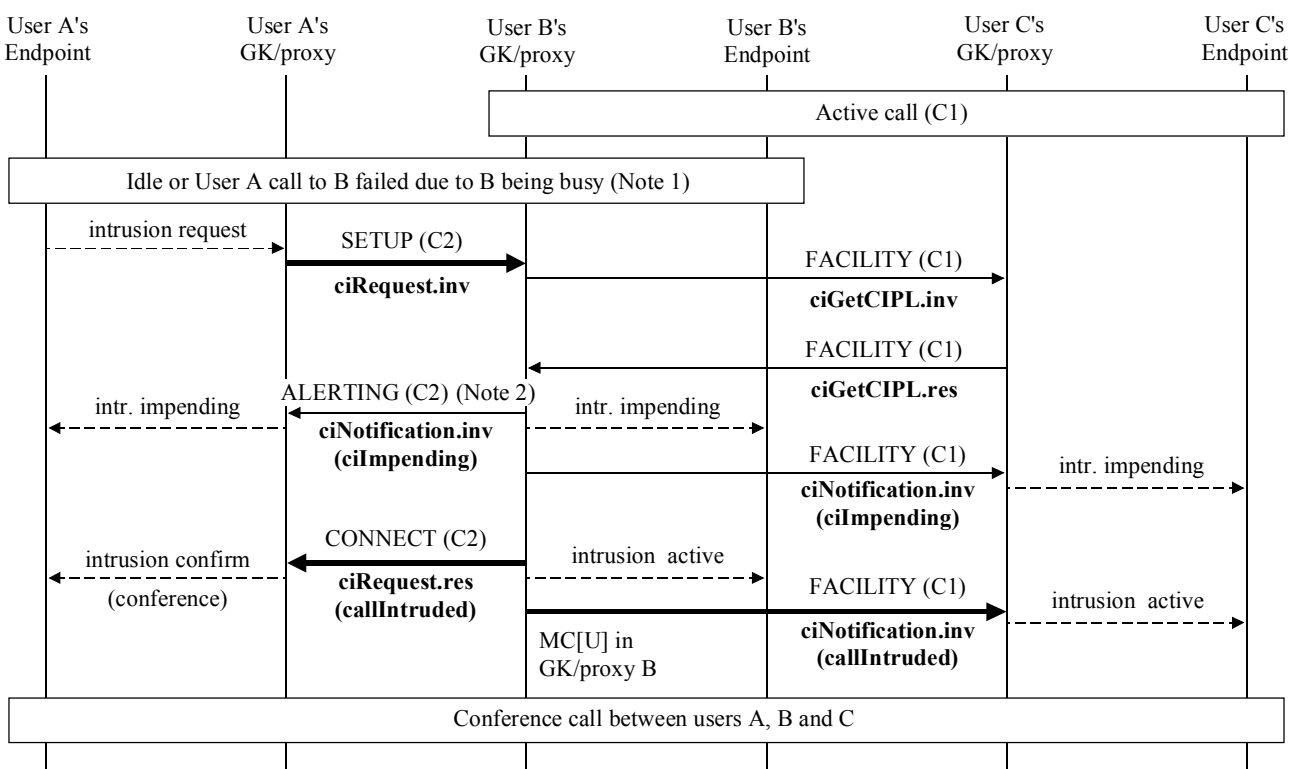 User A's
Endpoint
User A's
GK/proxy
User B's
GK/proxy
User B's
Endpoint
User C's
GK/proxy
User C's
Endpoint
Active call (C1)
Idle or User A call to B failed due to B being busy (Note 1)
intrusion request
SETUP (C2)
ciRequest.inv
FACILITY (C1)
ciGetCIPL.inv
FACILITY (C1)
ciGetCIPL.res
ALERTING (C2) (Note 2)
intr. impending
ciNotification.inv
(ciImpending)
intr. impending
FACILITY (C1)
ciNotification.inv
(ciImpending)
intr. impending
CONNECT (C2)
intrusion confirm
(conference)
ciRequest.res
(callIntruded)
intrusion active
FACILITY (C1)
ciNotification.inv
(callIntruded)
intrusion active
MC[U] in
GK/proxy B
Conference call between users A, B and C